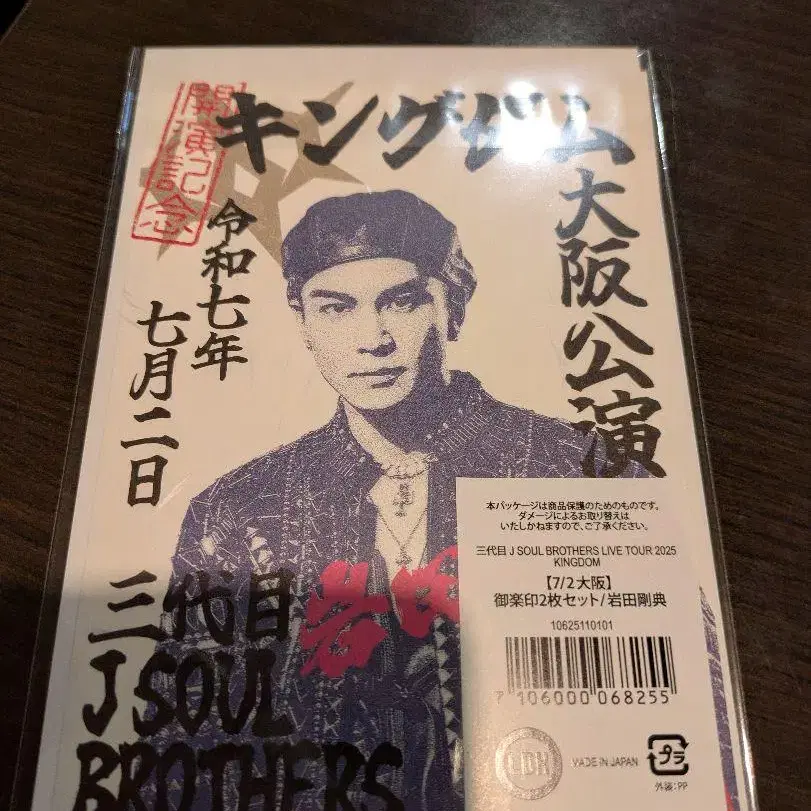 キングダム
大阪公演
開演記念
令和七年
七月二日
三代目
J SOUL
BROTHERS
岩田
本パッケージは商品保護のためのものです。
ダメージによるお取り替えは
いたしかねますので、ご了承ください。
三代目 J SOUL BROTHERS LIVE TOUR 2025
KINGDOM
【7/2 大阪】
御楽印2枚セット/岩田剛典
10625110101
7106000068255
LDH
MADE IN JAPAN
プラ
外装:PP